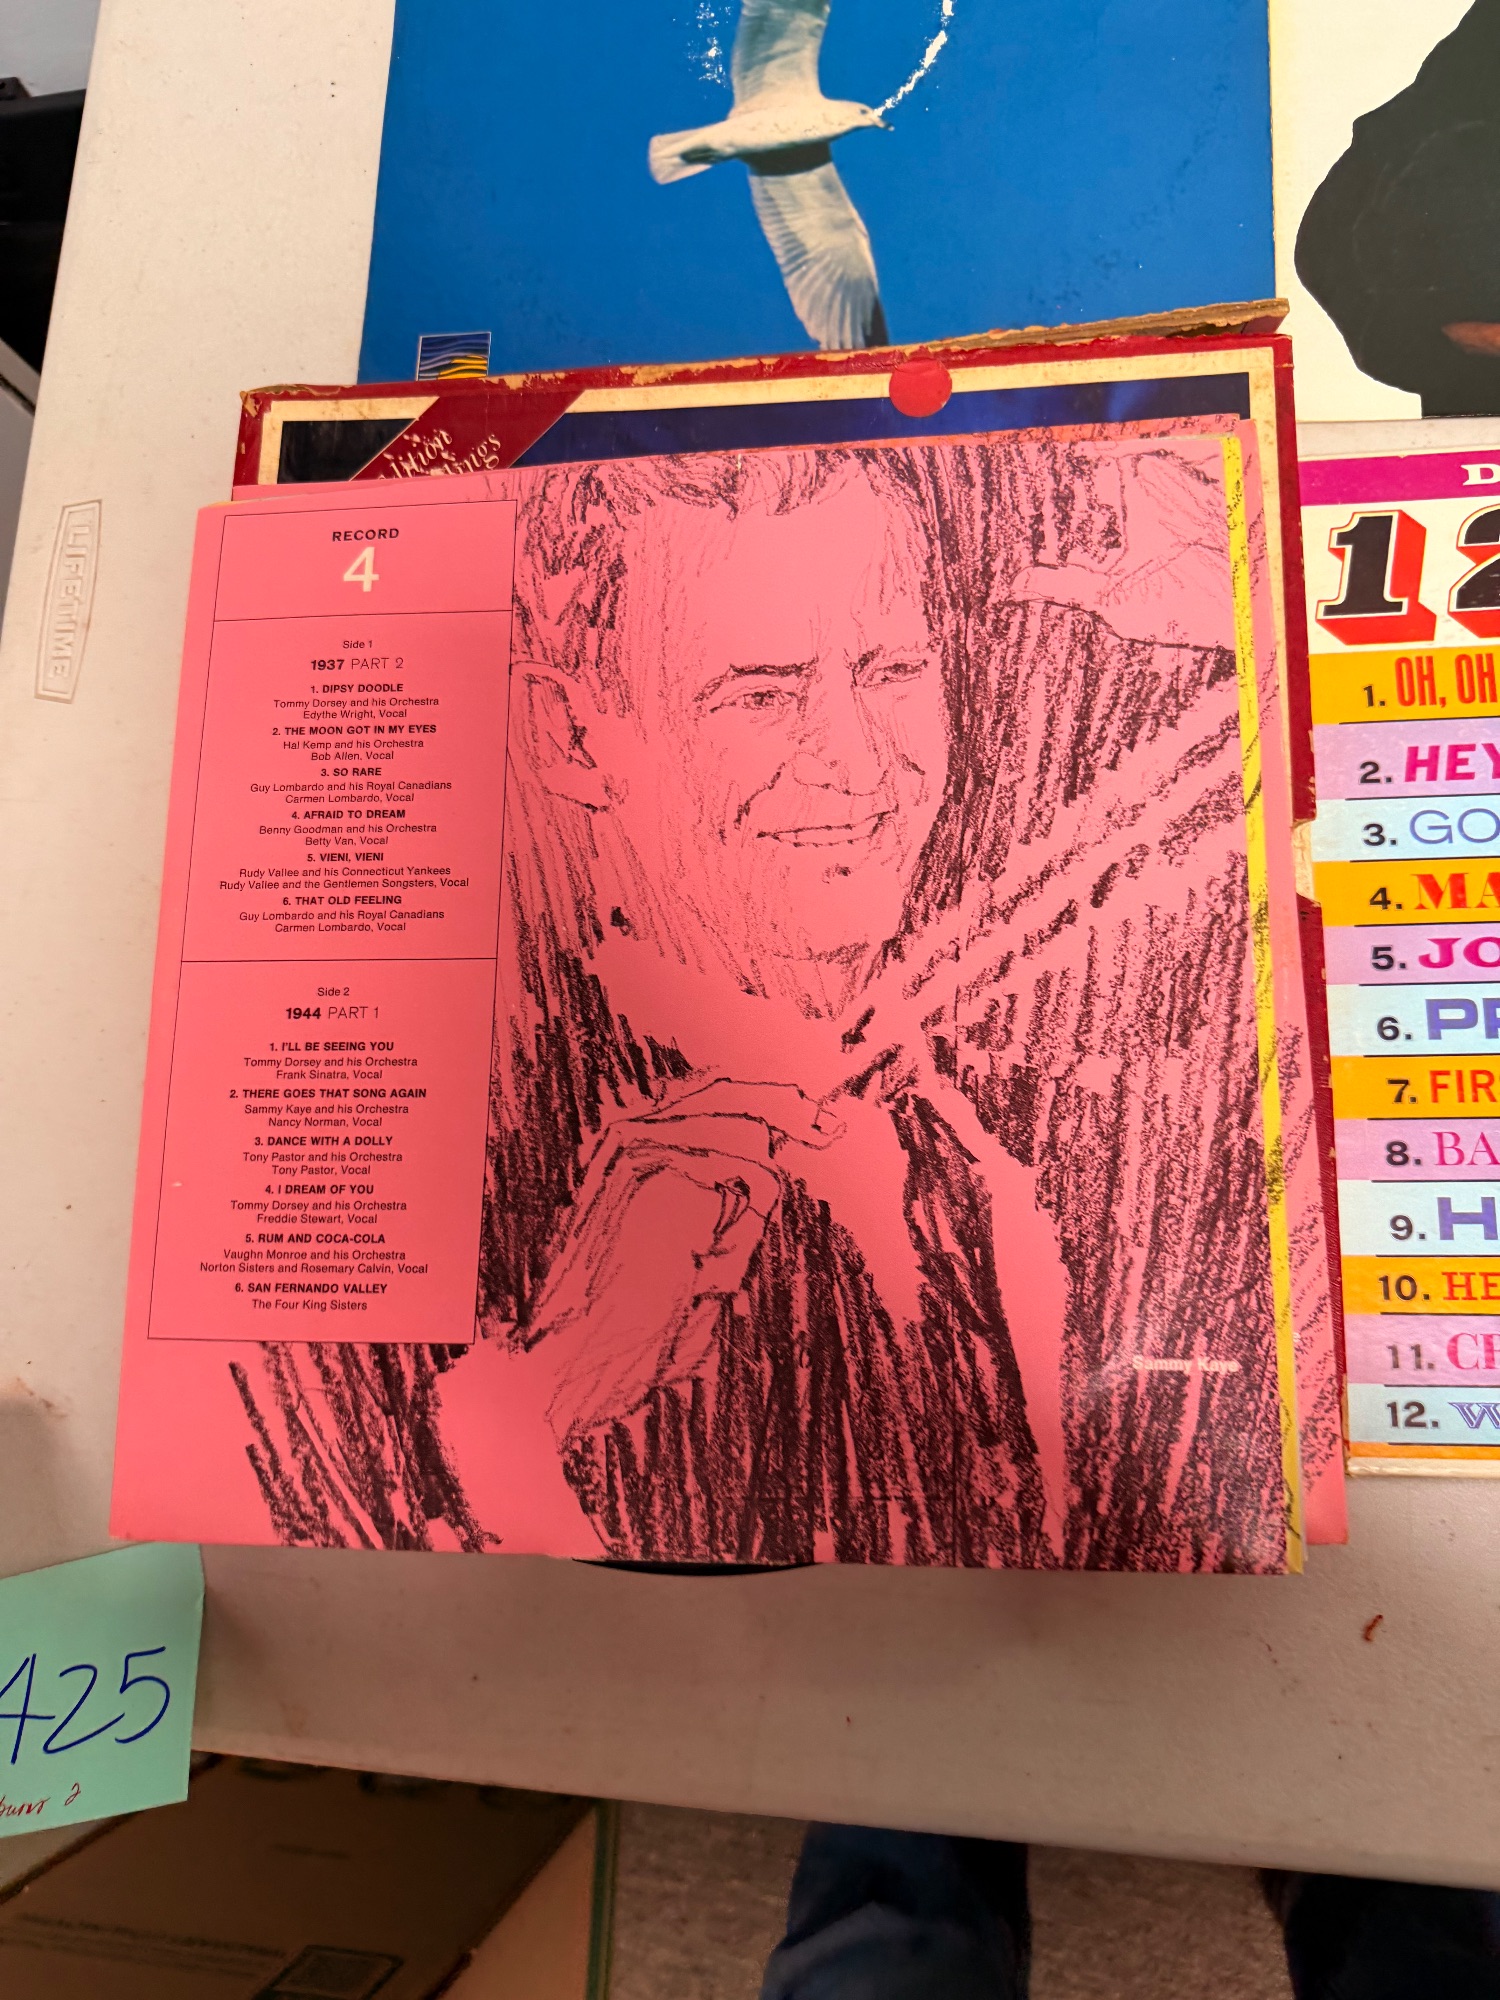 LIFETIME
RECORD
4
Side 1
1937 PART 2
1. DIPSY DOODLE
Tommy Dorsey and his Orchestra
Edythe Wright, Vocal
2. THE MOON GOT IN MY EYES
Hal Kemp and his Orchestra
Bob Allen, Vocal
3. SO RARE
Guy Lombardo and his Royal Canadians
Carmen Lombardo, Vocal
4. AFRAID TO DREAM
Benny Goodman and his Orchestra
Betty Van, Vocal
5. VIENI, VIENI
Rudy Vallee and his Connecticut Yankees
Rudy Vallee and the Gentlemen Songsters, Vocal
6. THAT OLD FEELING
Guy Lombardo and his Royal Canadians
Carmen Lombardo, Vocal
Side 2
1944 PART 1
1. I'LL BE SEEING YOU
Tommy Dorsey and his Orchestra
Frank Sinatra, Vocal
2. THERE GOES THAT SONG AGAIN
Sammy Kaye and his Orchestra
Nancy Norman, Vocal
3. DANCE WITH A DOLLY
Tony Pastor and his Orchestra
Tony Pastor, Vocal
4. I DREAM OF YOU
Tommy Dorsey and his Orchestra
Freddie Stewart, Vocal
5. RUM AND COCA-COLA
Vaughn Monroe and his Orchestra
Norton Sisters and Rosemary Calvin, Vocal
6. SAN FERNANDO VALLEY
The Four King Sisters
Sammy Kaye
D
12
1. OH, OH
2. HEY
3. GO
4. MA
5. JO
6. PR
7. FIR
8. BA
9. H
10. HE
11. CH
12. W
425